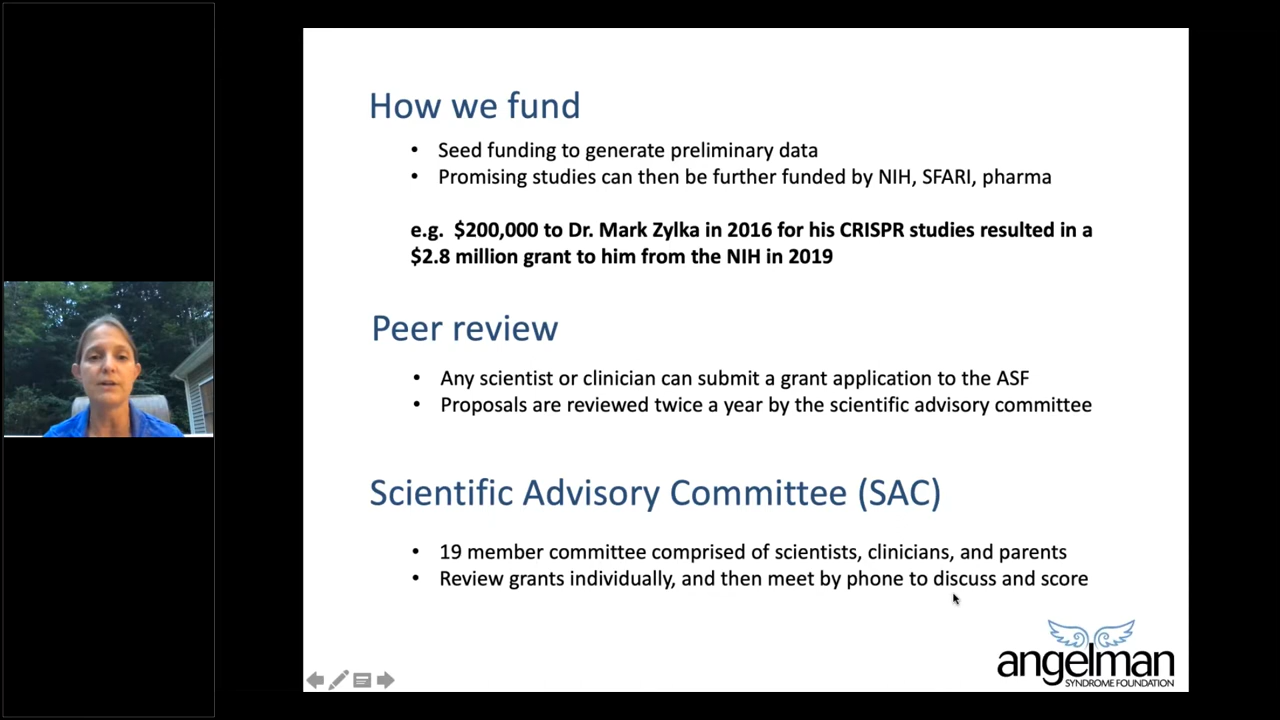 How we fund
• Seed funding to generate preliminary data
• Promising studies can then be further funded by NIH, SFARI, pharma
e.g. $200,000 to Dr. Mark Zylka in 2016 for his CRISPR studies resulted in a
$2.8 million grant to him from the NIH in 2019
Peer review
• Any scientist or clinician can submit a grant application to the ASF
• Proposals are reviewed twice a year by the scientific advisory committee
Scientific Advisory Committee (SAC)
• 19 member committee comprised of scientists, clinicians, and parents
• Review grants individually, and then meet by phone to discuss and score
angelman
SYNDROME FOUNDATION